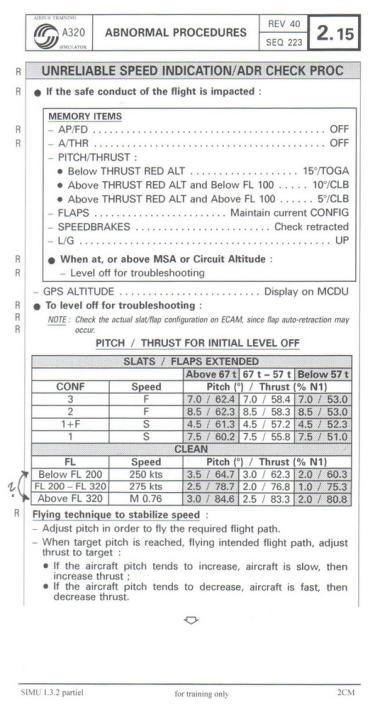 AIRBUS TRAINING
A320
SIMULATOR
ABNORMAL PROCEDURES
REV 40
SEQ 223
2.15
R UNRELIABLE SPEED INDICATION/ADR CHECK PROC
R ● If the safe conduct of the flight is impacted :
MEMORY ITEMS
R – AP/FD ........................................ OFF
R – A/THR ........................................ OFF
– PITCH/THRUST :
● Below THRUST RED ALT .................. 15°/TOGA
● Above THRUST RED ALT and Below FL 100 ..... 10°/CLB
● Above THRUST RED ALT and Above FL 100 ...... 5°/CLB
– FLAPS ...................... Maintain current CONFIG
– SPEEDBRAKES ...................... Check retracted
– L/G .......................................... UP
R ● When at, or above MSA or Circuit Altitude :
R – Level off for troubleshooting
– GPS ALTITUDE ........................ Display on MCDU
R ● To level off for troubleshooting :
R NOTE : Check the actual slat/flap configuration on ECAM, since flap auto-retraction may
R occur.
PITCH / THRUST FOR INITIAL LEVEL OFF
SLATS / FLAPS EXTENDED
Above 67 t 67 t – 57 t Below 57 t
CONF Speed Pitch (°) / Thrust (% N1)
3 F 7.0 / 62.4 7.0 / 58.4 7.0 / 53.0
2 F 8.5 / 62.3 8.5 / 58.3 8.5 / 53.0
1+F S 4.5 / 61.3 4.5 / 57.2 4.5 / 52.3
1 S 7.5 / 60.2 7.5 / 55.8 7.5 / 51.0
CLEAN
FL Speed Pitch (°) / Thrust (% N1)
Below FL 200 250 kts 3.5 / 64.7 3.0 / 62.3 2.0 / 60.3
FL 200 – FL 320 275 kts 2.5 / 78.7 2.0 / 76.8 1.0 / 75.3
Above FL 320 M 0.76 3.0 / 84.6 2.5 / 83.3 2.0 / 80.8
R Flying technique to stabilize speed :
– Adjust pitch in order to fly the required flight path.
– When target pitch is reached, flying intended flight path, adjust
thrust to target :
● If the aircraft pitch tends to increase, aircraft is slow, then
increase thrust ;
● If the aircraft pitch tends to decrease, aircraft is fast, then
decrease thrust.
SIMU 1.3.2 partiel for training only 2CM